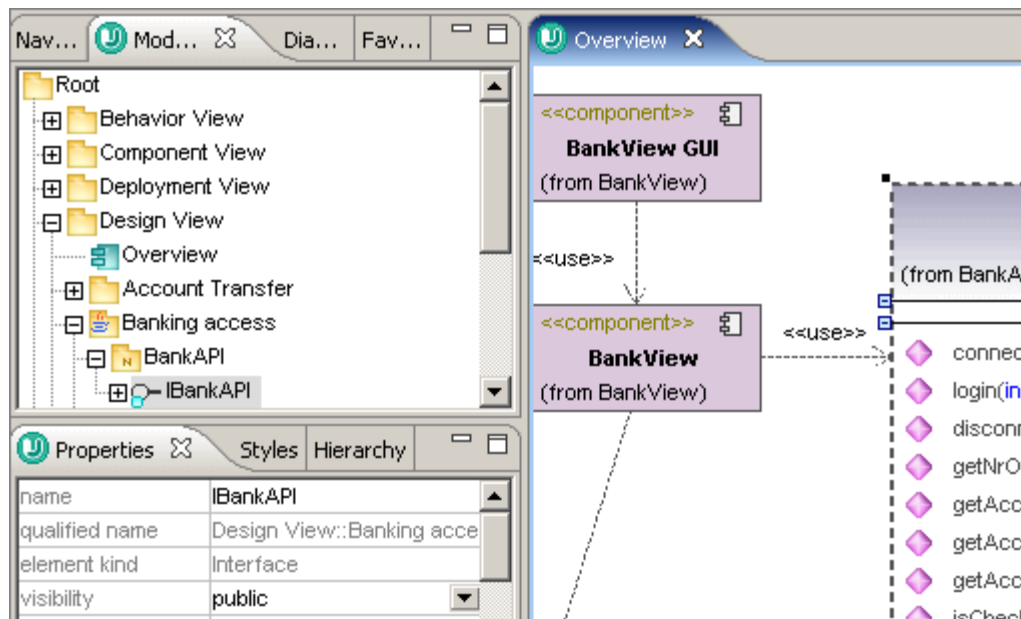 Nav...
Mod...
Dia...
Fav...
Root
Behavior View
Component View
Deployment View
Design View
Overview
Account Transfer
Banking access
BankAPI
IBankAPI
Properties
Styles
Hierarchy
name IBankAPI
qualified name Design View::Banking acce
element kind Interface
visibility public
Overview
<<component>>
BankView GUI
(from BankView)
<<use>>
<<component>>
BankView
(from BankView)
<<use>>
(from BankA
connec
login(in
disconn
getNrO
getAcc
getAcc
getAcc
isChec